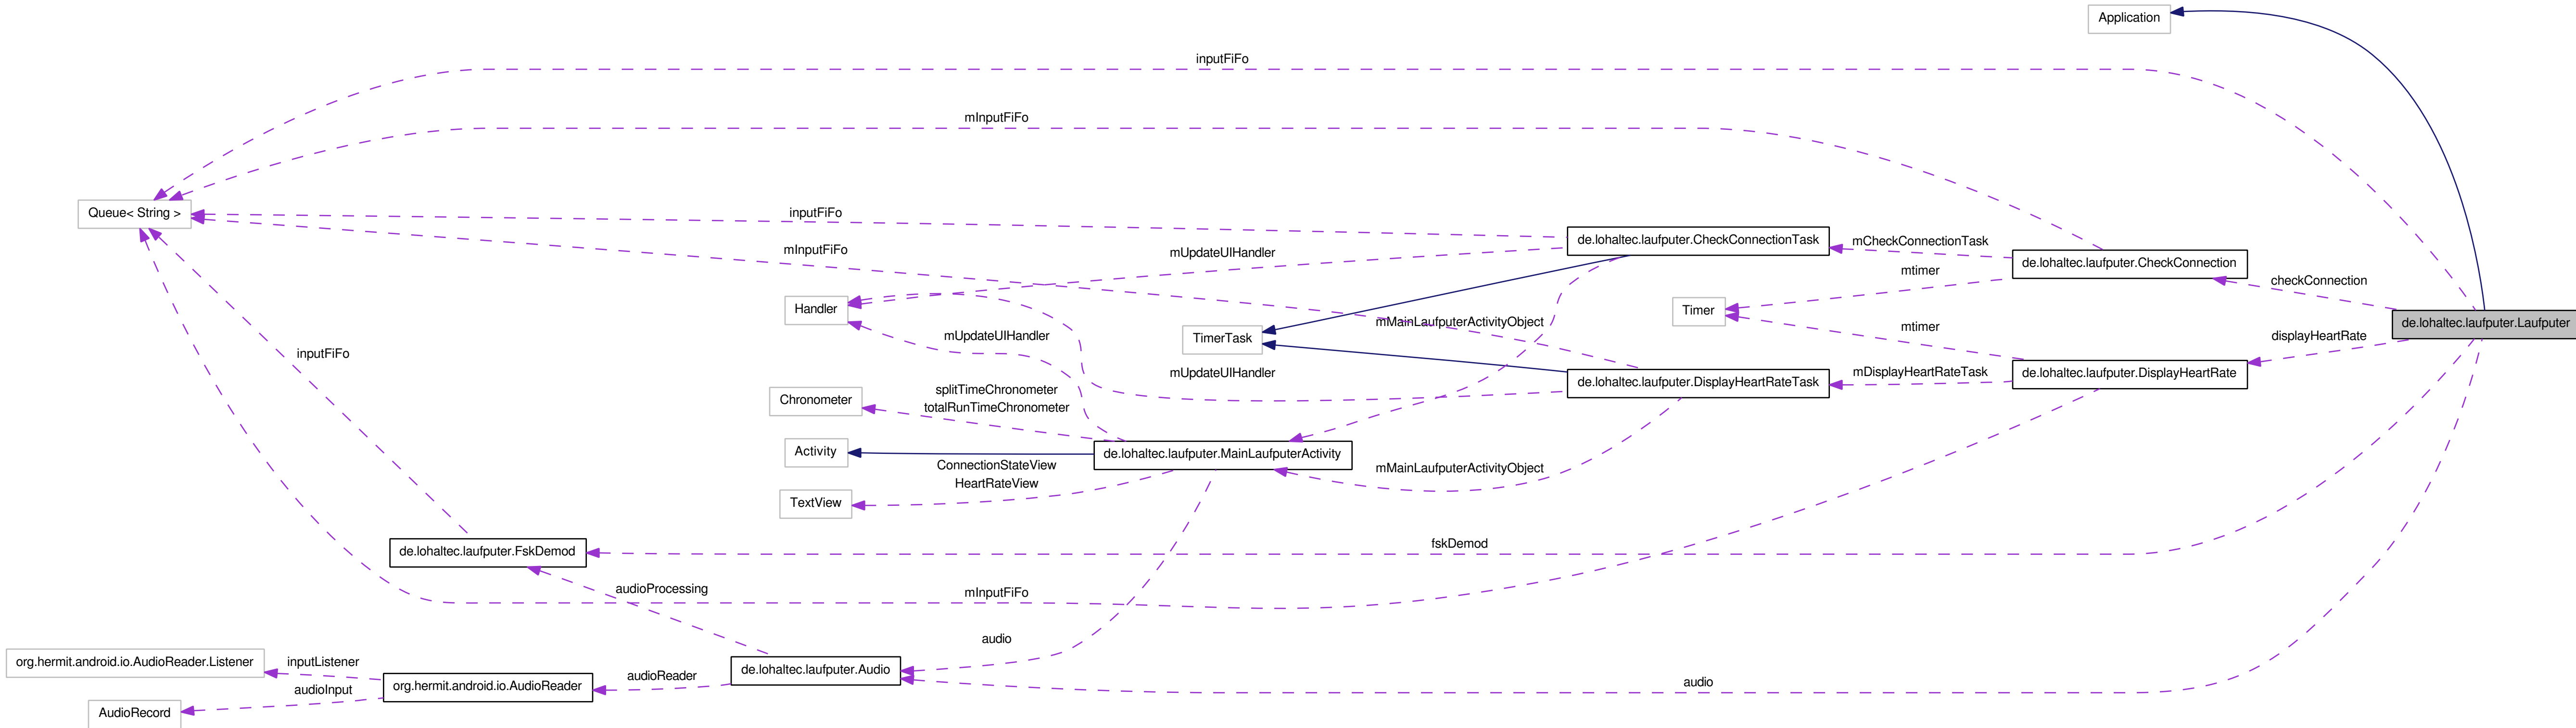 Application
inputFiFo
mInputFiFo
Queue< String >
inputFiFo
de.lohaltec.laufputer.CheckConnectionTask
mCheckConnectionTask
mInputFiFo
mUpdateUIHandler
de.lohaltec.laufputer.CheckConnection
mtimer
checkConnection
Handler
Timer
mMainLaufputerActivityObject
de.lohaltec.laufputer.Laufputer
mUpdateUIHandler
TimerTask
mtimer
displayHeartRate
inputFiFo
mUpdateUIHandler
mDisplayHeartRateTask
de.lohaltec.laufputer.DisplayHeartRate
de.lohaltec.laufputer.DisplayHeartRateTask
splitTimeChronometer
totalRunTimeChronometer
Chronometer
Activity
de.lohaltec.laufputer.MainLaufputerActivity
ConnectionStateView
HeartRateView
mMainLaufputerActivityObject
TextView
de.lohaltec.laufputer.FskDemod
fskDemod
audioProcessing
mInputFiFo
audio
org.hermit.android.io.AudioReader.Listener
inputListener
de.lohaltec.laufputer.Audio
audioReader
org.hermit.android.io.AudioReader
audioInput
audio
AudioRecord